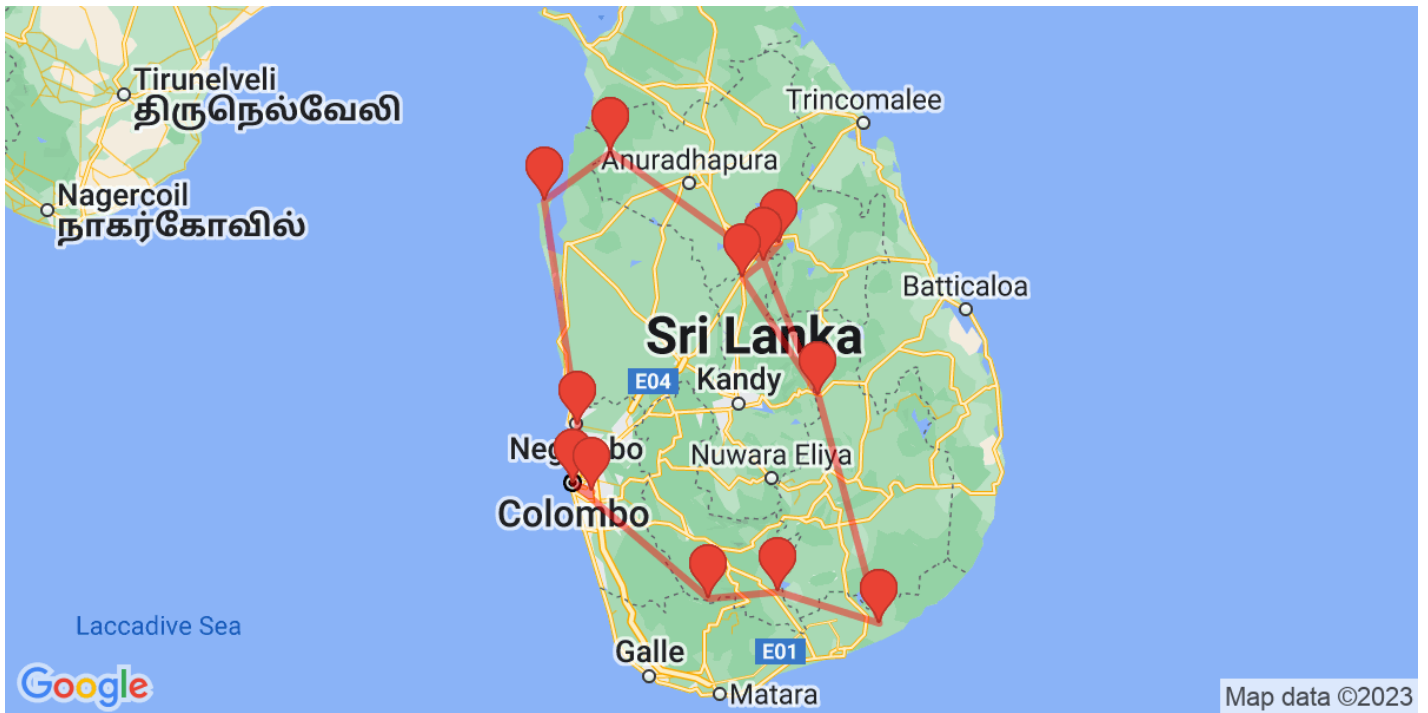 Tirunelveli
திருநெல்வேலி
Trincomalee
Anuradhapura
Nagercoil
நாகர்கோவில்
Batticaloa
Sri Lanka
E04
Kandy
Negombo
Nuwara Eliya
Colombo
Laccadive Sea
Galle
E01
Matara
Google
Map data ©2023